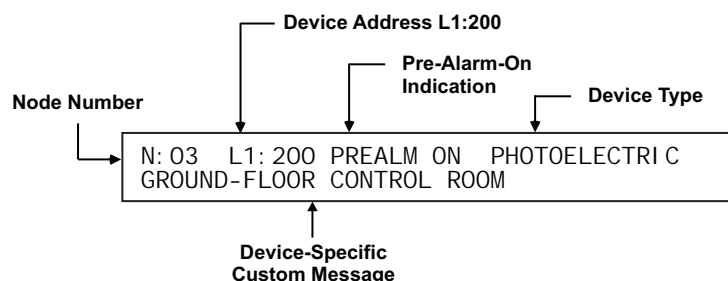 Device Address L1:200
Pre-Alarm-On
Indication
Node Number
Device Type
N:03 L1:200 PREALM ON PHOTOELECTRIC
GROUND-FLOOR CONTROL ROOM
Device-Specific
Custom Message